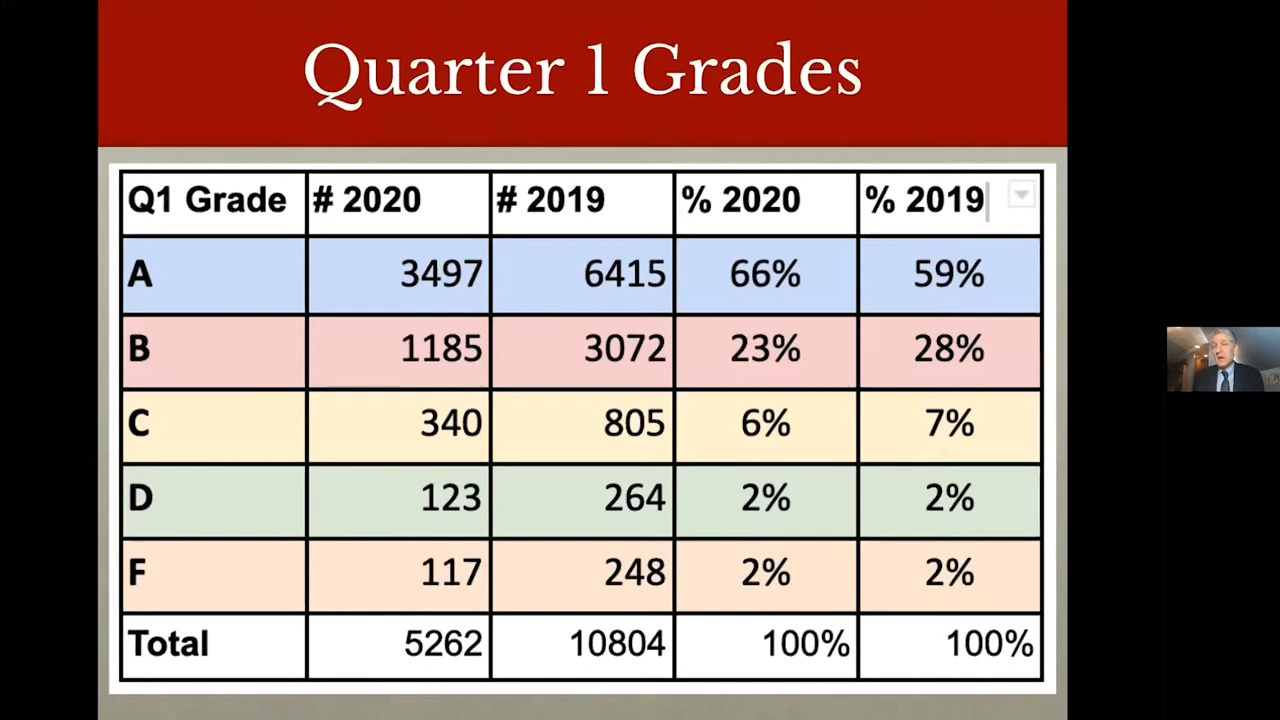 Quarter 1 Grades
Q1 Grade # 2020 # 2019 % 2020 % 2019
A 3497 6415 66% 59%
B 1185 3072 23% 28%
C 340 805 6% 7%
D 123 264 2% 2%
F 117 248 2% 2%
Total 5262 10804 100% 100%